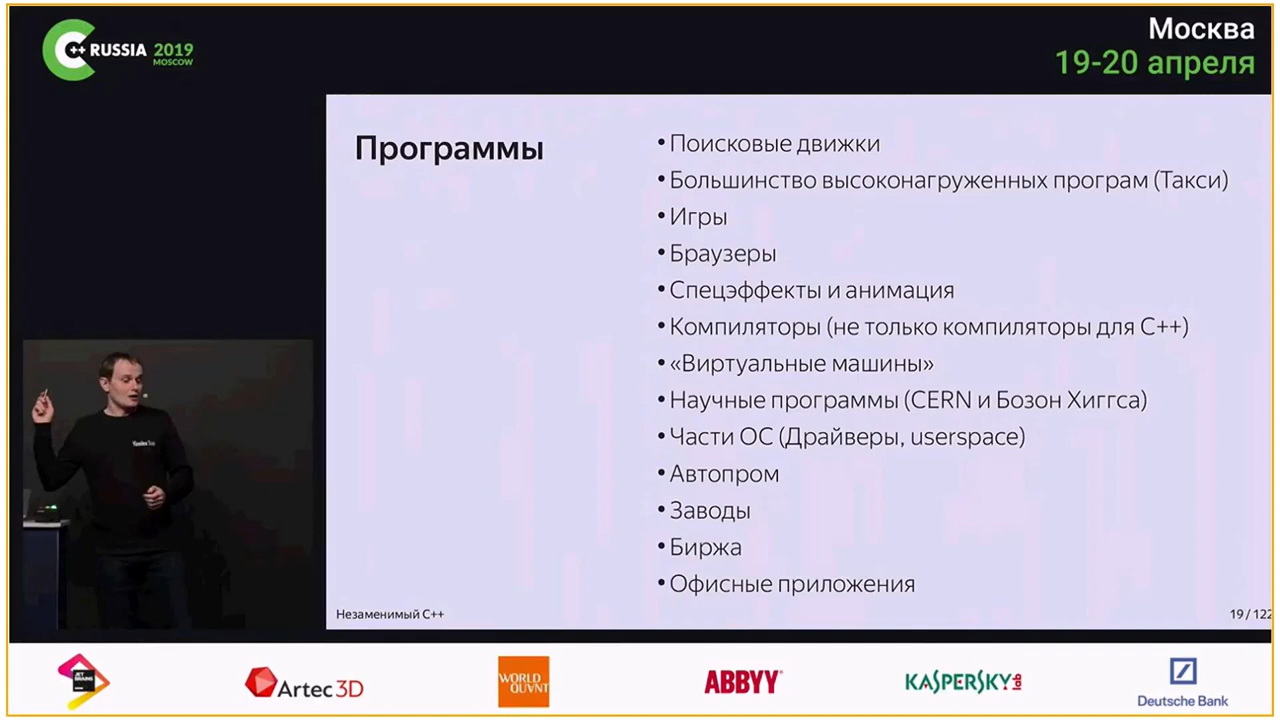 C++ RUSSIA 2019
MOSCOW
Москва
19-20 апреля
Программы
• Поисковые движки
• Большинство высоконагруженных програм (Такси)
• Игры
• Браузеры
• Спецэффекты и анимация
• Компиляторы (не только компиляторы для С++)
• «Виртуальные машины»
• Научные программы (CERN и Бозон Хиггса)
• Части ОС (Драйверы, userspace)
• Автопром
• Заводы
• Биржа
• Офисные приложения
Незаменимый С++
19 / 122
JET
BRAINS
Artec 3D
WORLD
QUVNT
ABBYY
KASPERSKY lab
Deutsche Bank